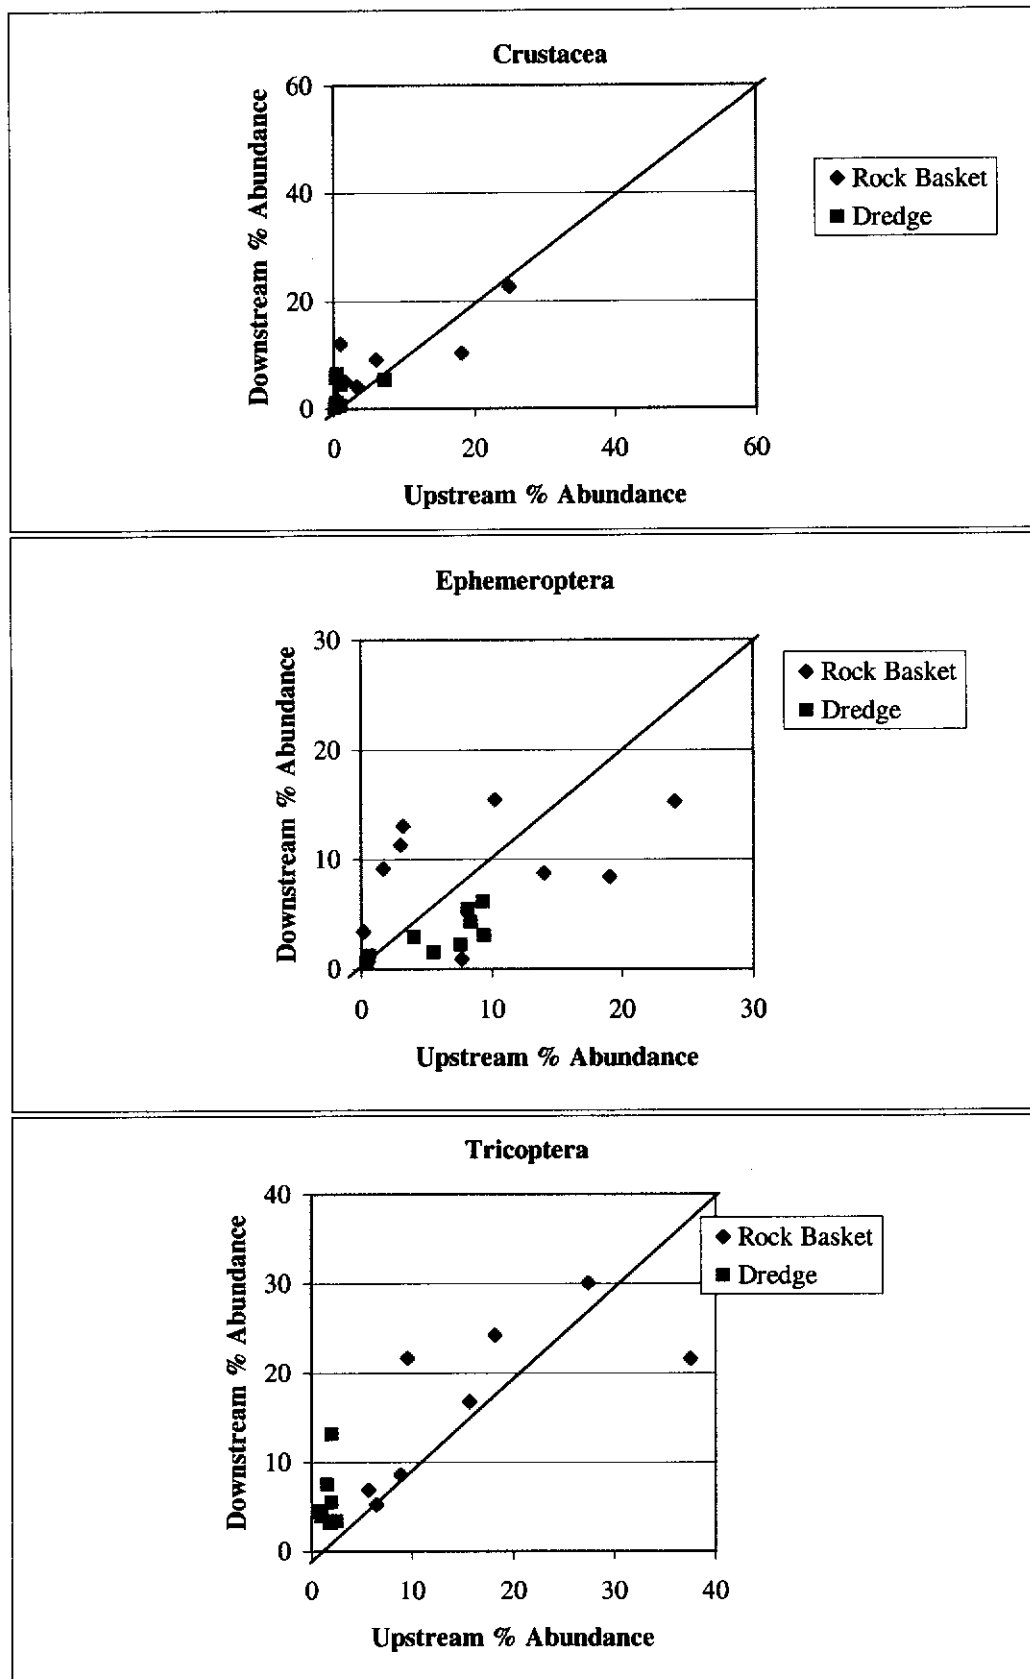 Crustacea
Downstream % Abundance
60
40
20
0
0 20 40 60
Upstream % Abundance
Rock Basket
Dredge
Ephemeroptera
Downstream % Abundance
30
20
10
0
0 10 20 30
Upstream % Abundance
Rock Basket
Dredge
Tricoptera
Downstream % Abundance
40
30
20
10
0
0 10 20 30 40
Upstream % Abundance
Rock Basket
Dredge